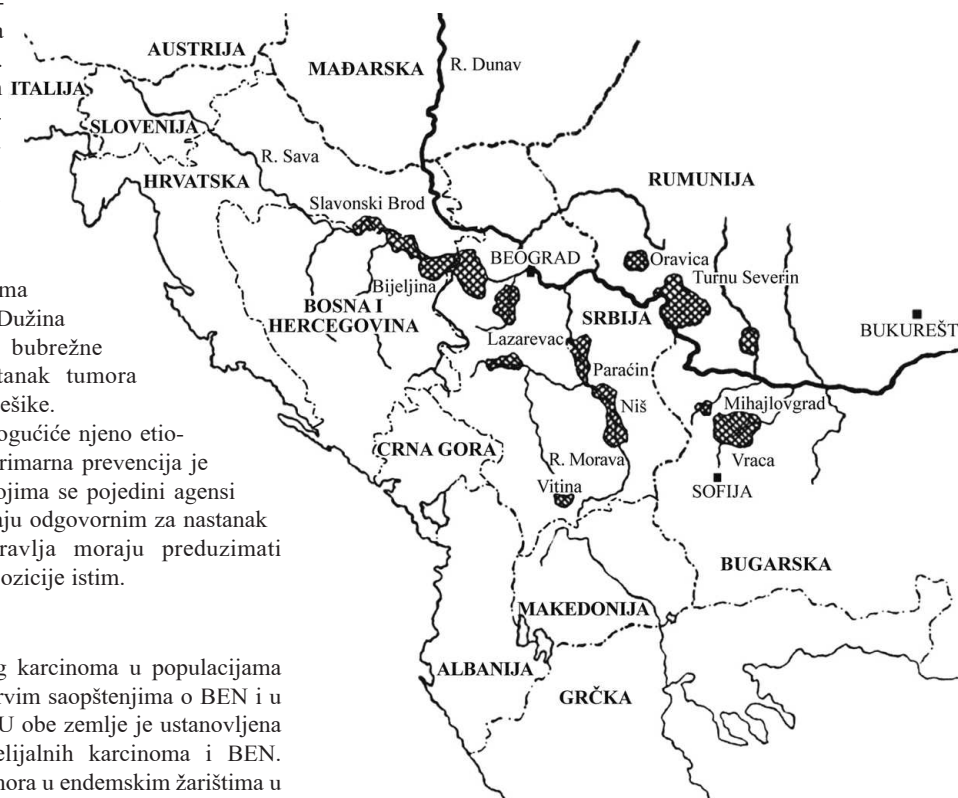 ma
Dužina
bubrežne
tanak tumora
ešike.
ogućiće njeno etio-
rimarna prevencija je
ojima se pojedini agensi
aju odgovornim za nastanak
ravlja moraju preduzimati
ozicije istim.
g karcinoma u populacijama
rvim saopštenjima o BEN i u
U obe zemlje je ustanovljena
elijalnih karcinoma i BEN.
mora u endemskim žarištima u
AUSTRIJA
MAĐARSKA
R. Dunav
ITALIJA
SLOVENIJA
R. Sava
HRVATSKA
RUMUNIJA
Slavonski Brod
BEOGRAD
Oravica
Turnu Severin
Bijeljina
BOSNA I
HERCEGOVINA
SRBIJA
BUKUREŠT
Lazarevac
Paraćin
Niš
Mihajlovgrad
CRNA GORA
R. Morava
Vraca
Vitina
SOFIJA
BUGARSKA
MAKEDONIJA
ALBANIJA
GRČKA